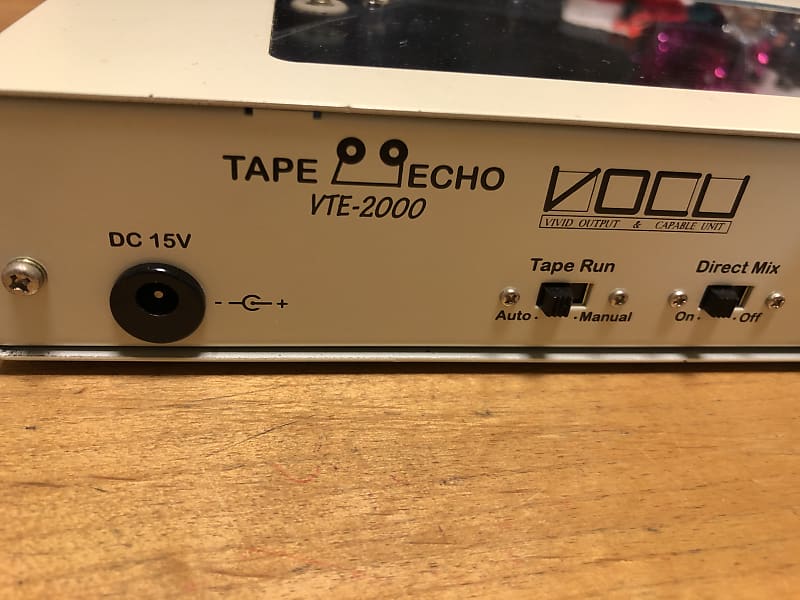 TAPE ECHO
VTE-2000
VOCU
VIVID OUTPUT & CAPABLE UNIT
DC 15V
- +
Tape Run
Auto · · Manual
Direct Mix
On · · Off